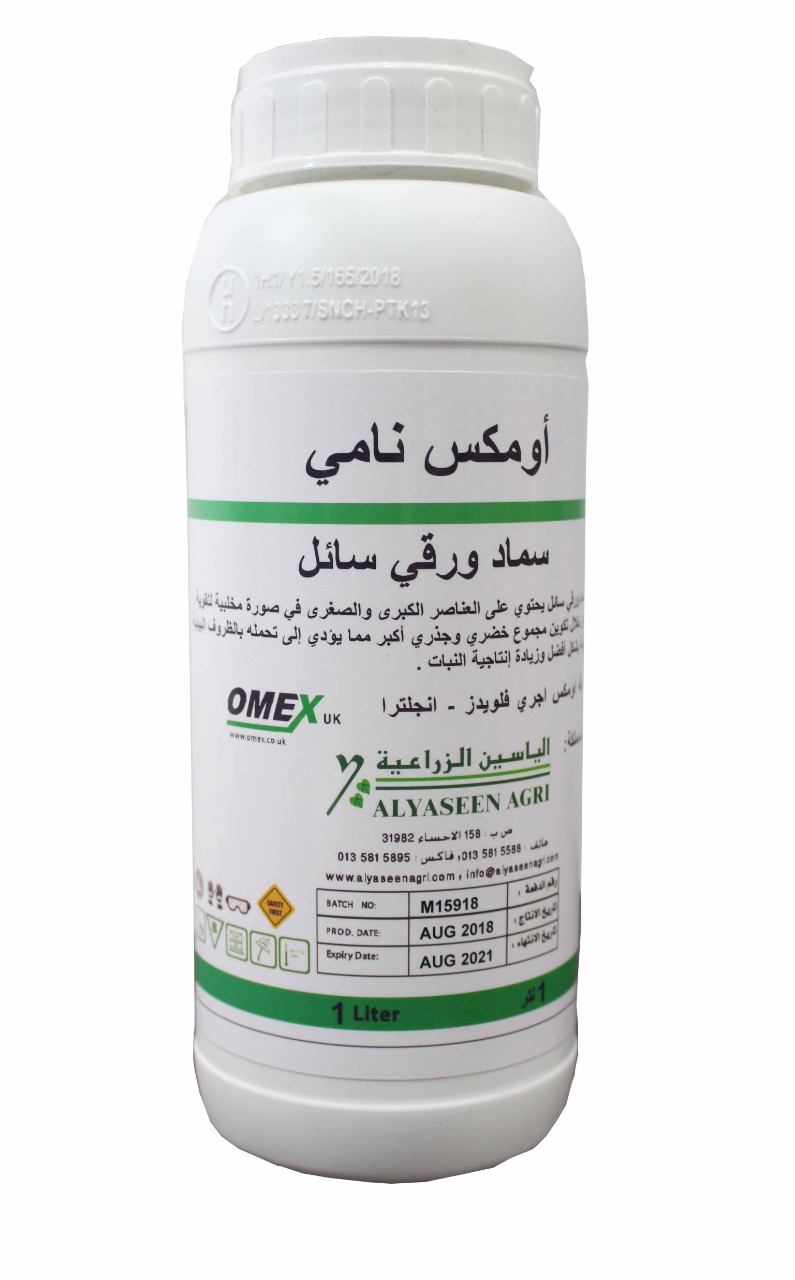 1H1/Y1.5/165/2018
SNCH-PTK13
أومكس نامي
سماد ورقي سائل
ورقي سائل يحتوي على العناصر الكبرى والصغرى في صورة مخلبية لتقوية
خلال تكوين مجموع خضري وجذري أكبر مما يؤدي إلى تحمله بالظروف البيئية
بشكل أفضل وزيادة إنتاجية النبات .
أومكس اجري فلويدز - انجلترا
OMEX UK
www.omex.co.uk
الياسين الزراعية
ALYASEEN AGRI
ص ب : 158 الاحساء 31982
هاتف : 5588 581 013 ، فاكس : 5895 581 013
www.alyaseenagri.com , info@alyaseenagri.com
SAFETY FIRST
BATCH NO: M15918 رقم الدفعة :
PROD. DATE: AUG 2018 تاريخ الانتاج :
Expiry Date: AUG 2021 تاريخ الانتهاء :
1 Liter 1 لتر